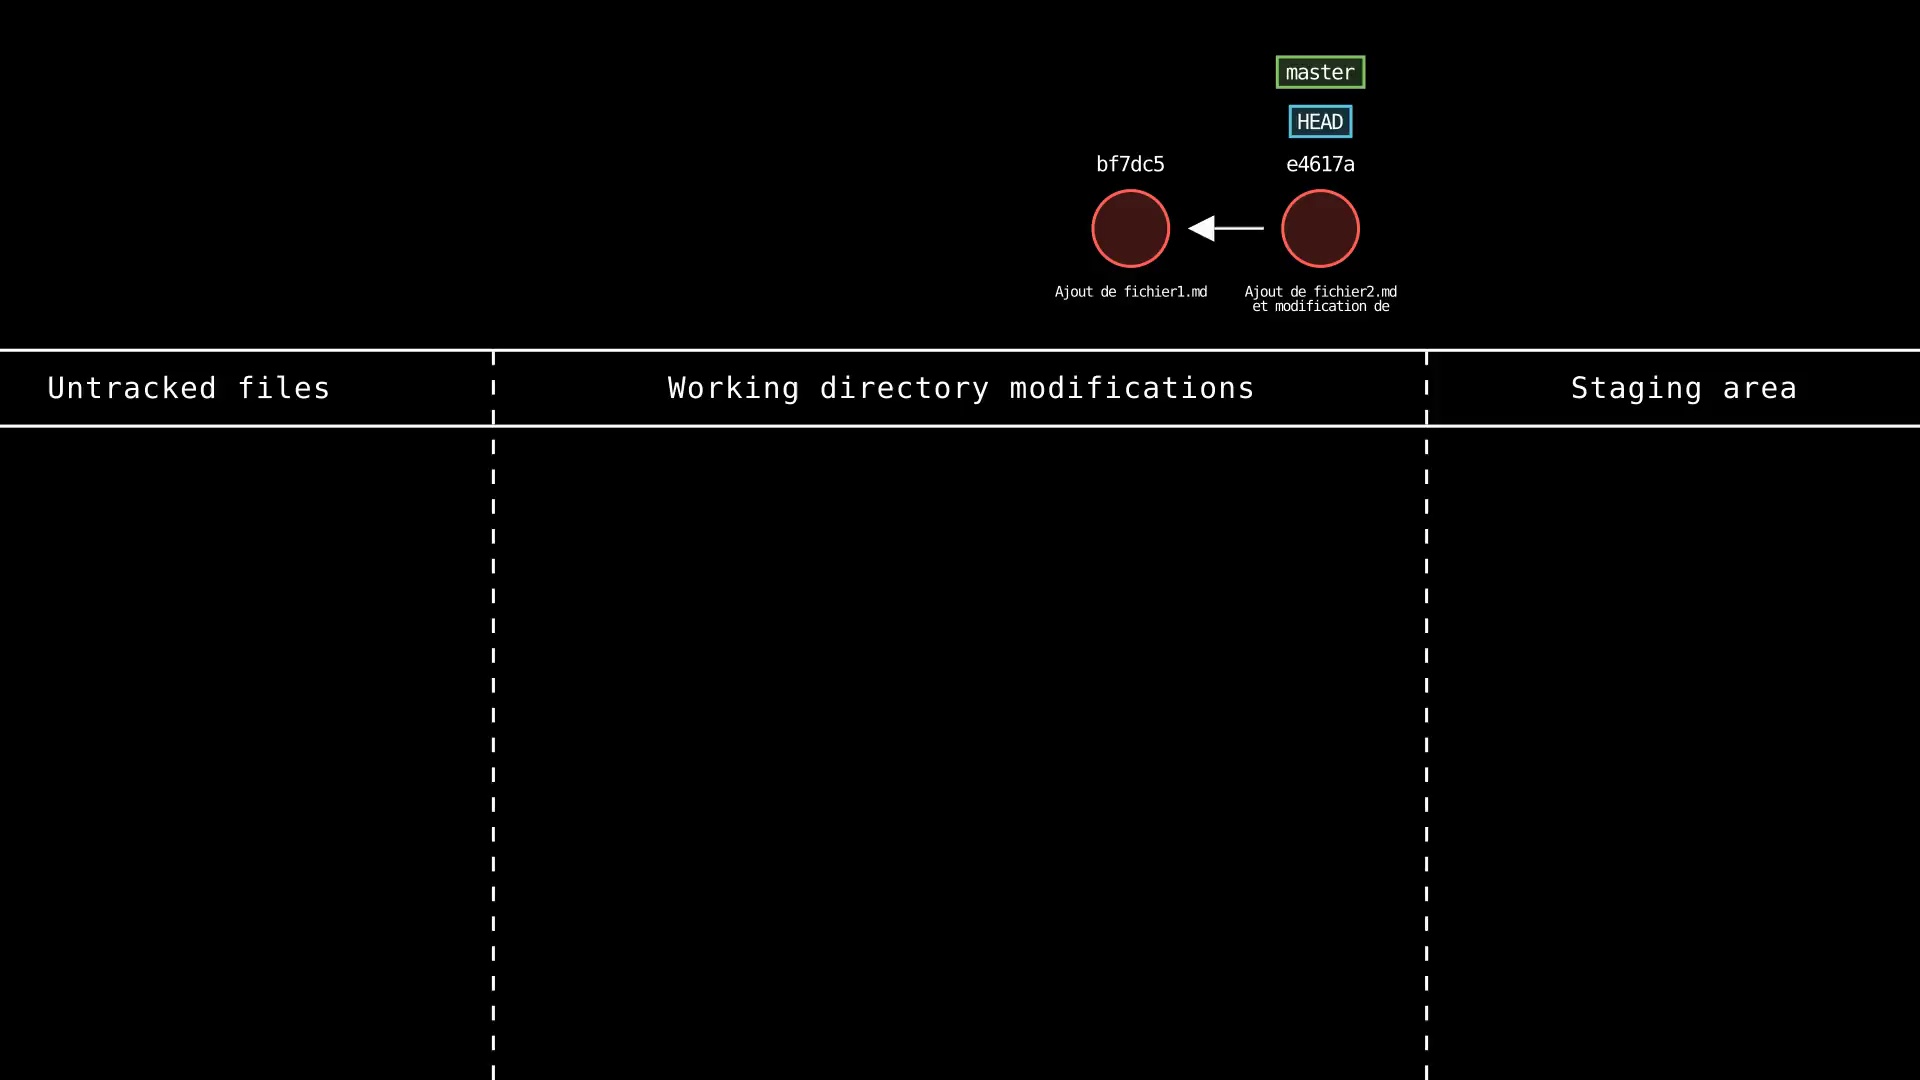 master
HEAD
bf7dc5
e4617a
Ajout de fichier1.md
Ajout de fichier2.md
et modification de
Untracked files
Working directory modifications
Staging area